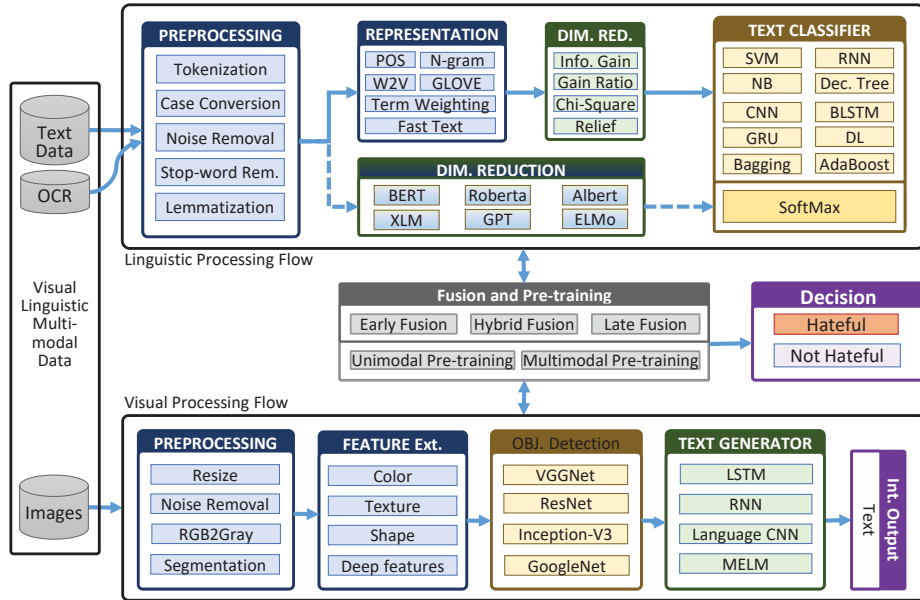 PREPROCESSING
Tokenization
Case Conversion
Noise Removal
Stop-word Rem.
Lemmatization
REPRESENTATION
POS
N-gram
W2V
GLOVE
Term Weighting
Fast Text
DIM. RED.
Info. Gain
Gain Ratio
Chi-Square
Relief
TEXT CLASSIFIER
SVM
RNN
NB
Dec. Tree
CNN
BLSTM
GRU
DL
Bagging
AdaBoost
SoftMax
DIM. REDUCTION
BERT
Roberta
Albert
XLM
GPT
ELMo
Text
Data
OCR
Visual
Linguistic
Multi-
modal
Data
Images
Linguistic Processing Flow
Fusion and Pre-training
Early Fusion
Hybrid Fusion
Late Fusion
Unimodal Pre-training
Multimodal Pre-training
Decision
Hateful
Not Hateful
Visual Processing Flow
PREPROCESSING
Resize
Noise Removal
RGB2Gray
Segmentation
FEATURE Ext.
Color
Texture
Shape
Deep features
OBJ. Detection
VGGNet
ResNet
Inception-V3
GoogleNet
TEXT GENERATOR
LSTM
RNN
Language CNN
MELM
Int. Output
Text